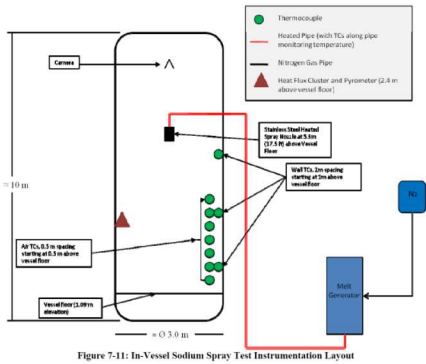 Thermocouple
Heated Pipe (with TCs along pipe
monitoring temperature)
Nitrogen Gas Pipe
Heat Flux Cluster and Pyrometer (2.4 m
above vessel floor)
Camera
Stainless Steel Heated
Spray Nozzle at 5.3m
(17.5 ft) above Vessel
Floor
Wall TCs, 2m spacing
starting at 2m above
vessel floor
≈ 10 m
N2
Air TCs, 0.5 m spacing
starting at 0.3 m above
vessel floor
Melt
Generator
Vessel floor (1.09 m
elevation)
≈ Ø 3.0 m
Figure 7-11: In-Vessel Sodium Spray Test Instrumentation Layout